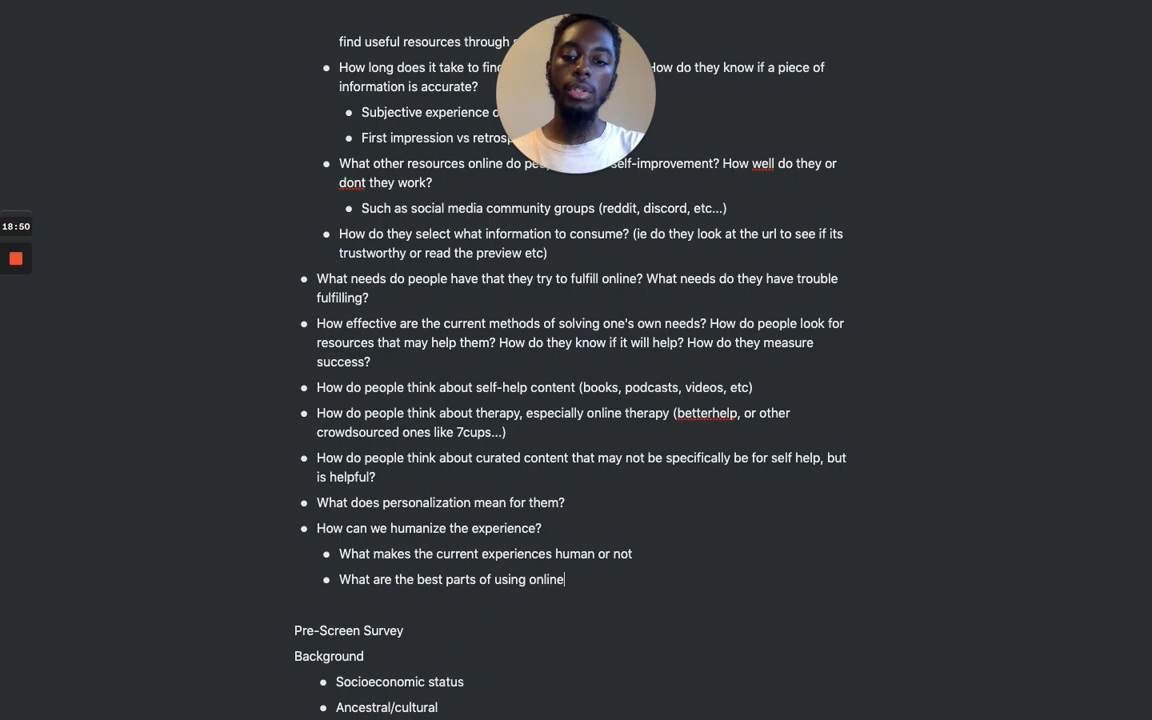 find useful resources through
How long does it take to find How do they know if a piece of
information is accurate?
Subjective experience
First impression vs
What other resources online do self-improvement? How well do they or
dont they work?
Such as social media community groups (reddit, discord, etc...)
18:50
How do they select what information to consume? (ie do they look at the url to see if its
trustworthy or read the preview etc)
What needs do people have that they try to fulfill online? What needs do they have trouble
fulfilling?
How effective are the current methods of solving one's own needs? How do people look for
resources that may help them? How do they know if it will help? How do they measure
success?
How do people think about self-help content (books, podcasts, videos, etc)
How do people think about therapy, especially online therapy (betterhelp, or other
crowdsourced ones like 7cups...)
How do people think about curated content that may not be specifically be for self help, but
is helpful?
What does personalization mean for them?
How can we humanize the experience?
What makes the current experiences human or not
What are the best parts of using online
Pre-Screen Survey
Background
Socioeconomic status
Ancestral/cultural